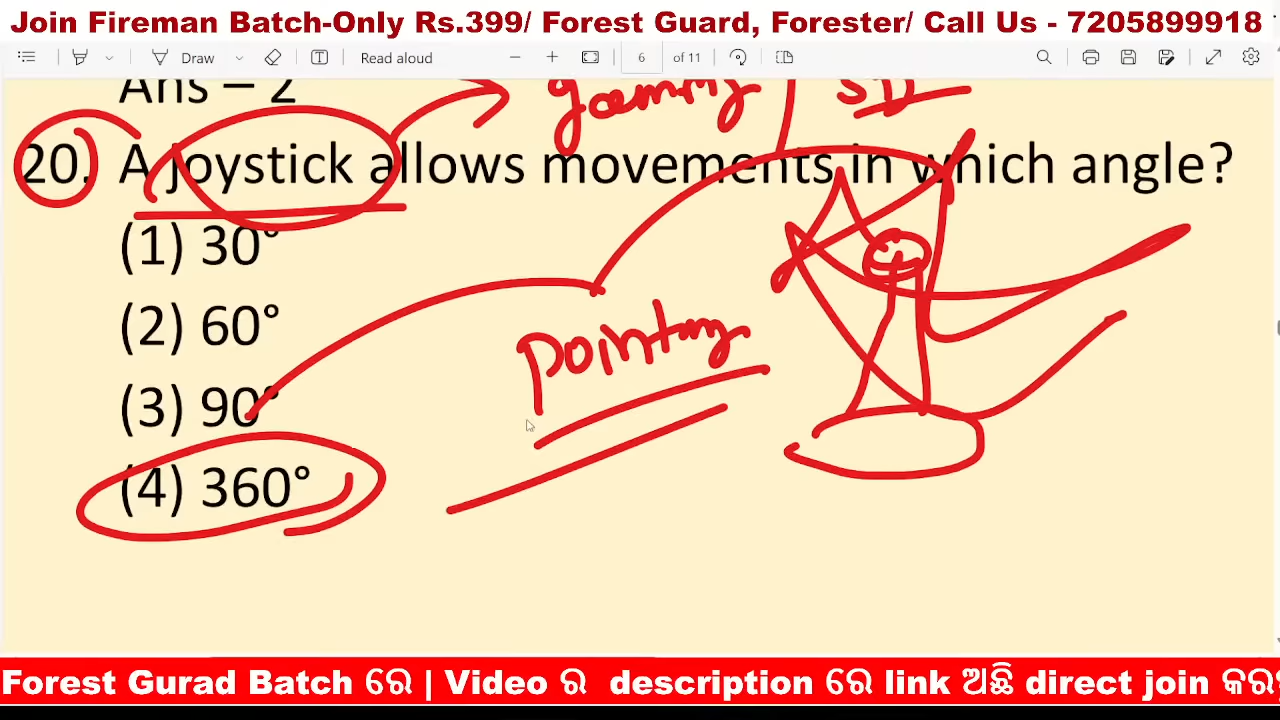 Join Fireman Batch-Only Rs.399/ Forest Guard, Forester/ Call Us - 7205899918
Draw Read aloud 6 of 11
Ans – 2
20. A joystick allows movements in which angle?
(1) 30°
(2) 60°
pointing
(3) 90°
(4) 360°
Forest Gurad Batch ରେ | Video ର description ରେ link ଅଛି direct join କର